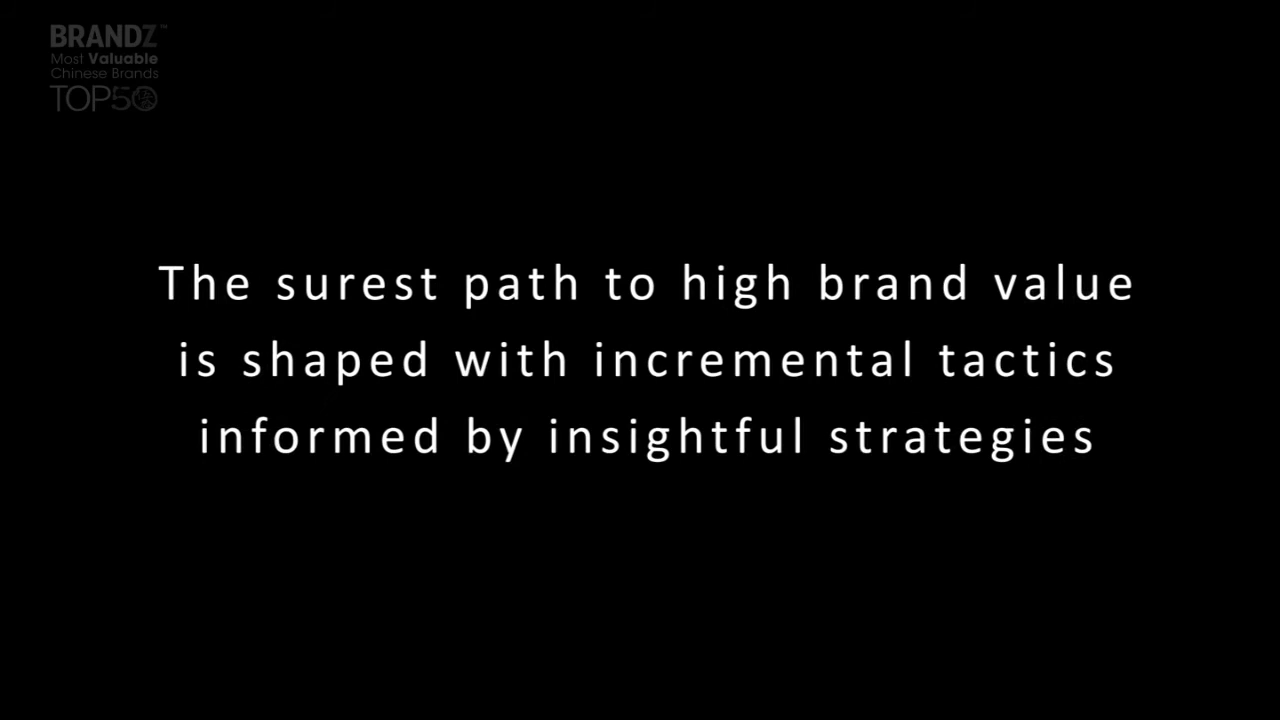 BRANDZ™
Most Valuable
Chinese Brands
TOP50
The surest path to high brand value
is shaped with incremental tactics
informed by insightful strategies